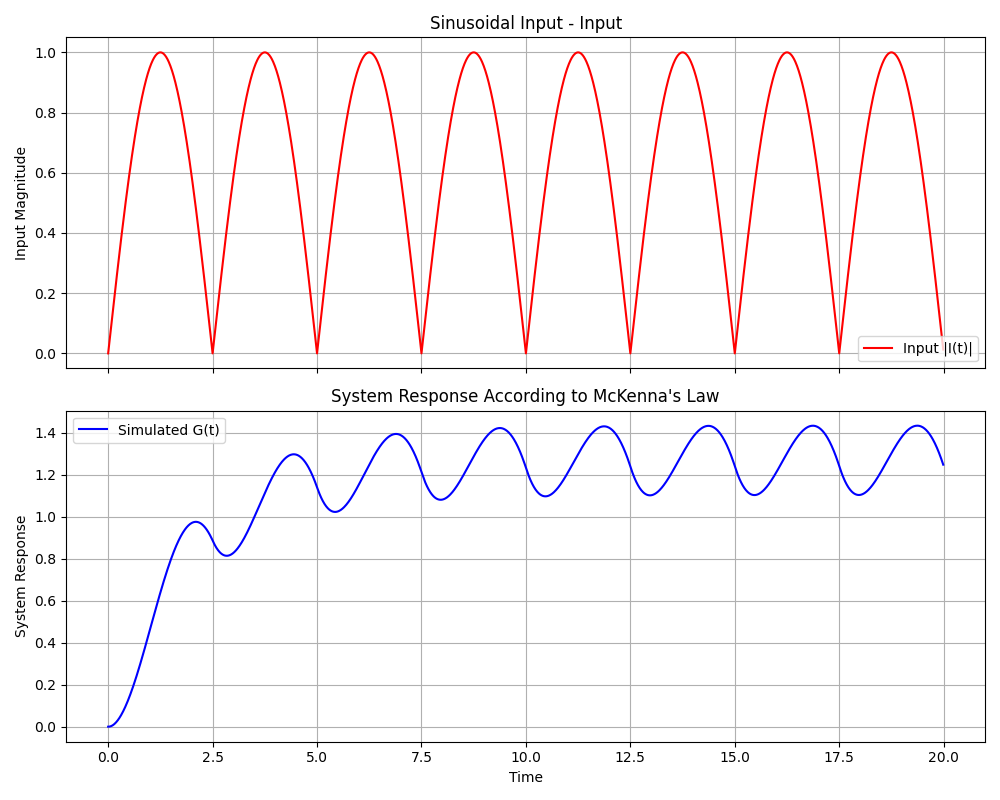 Sinusoidal Input - Input
1.0
0.8
0.6
0.4
0.2
0.0
Input Magnitude
Input |I(t)|
System Response According to McKenna's Law
Simulated G(t)
1.4
1.2
1.0
0.8
0.6
0.4
0.2
0.0
System Response
0.0 2.5 5.0 7.5 10.0 12.5 15.0 17.5 20.0
Time